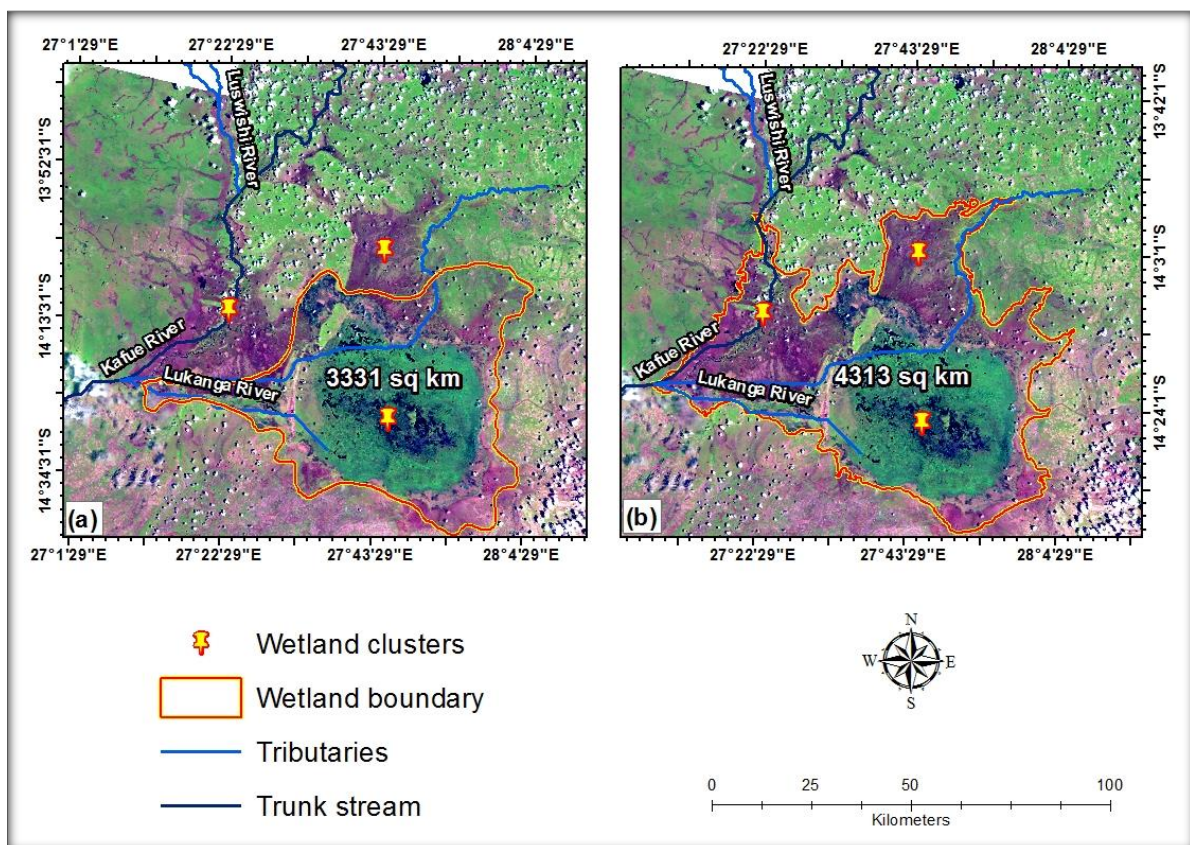 27°1'29"E 27°22'29"E 27°43'29"E 28°4'29"E
27°22'29"E 27°43'29"E 28°4'29"E
13°52'31"S
14°13'31"S
14°34'31"S
Luswishi River
Kafue River
Lukanga River
3331 sq km
(a)
27°1'29"E 27°22'29"E 27°43'29"E 28°4'29"E
Luswishi River
Kafue River
Lukanga River
4313 sq km
(b)
13°42'1"S
14°3'1"S
14°24'1"S
27°22'29"E 27°43'29"E 28°4'29"E
Wetland clusters
Wetland boundary
Tributaries
Trunk stream
N
W E
S
0 25 50 100
Kilometers